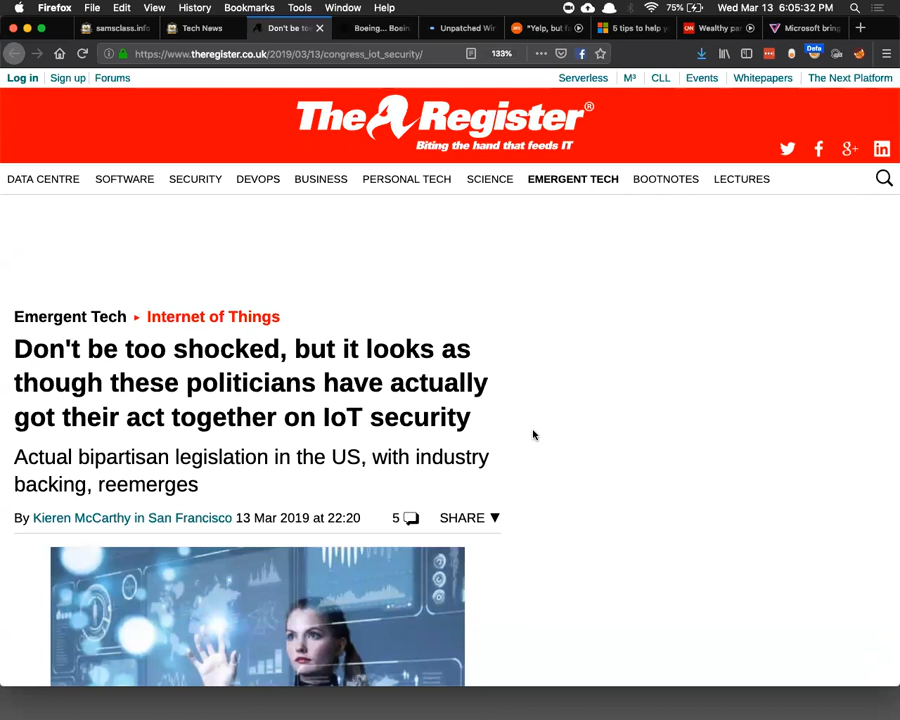 Firefox File Edit View History Bookmarks Tools Window Help 75% Wed Mar 13 6:05:32 PM
samsclass.info Tech News Don't be to Boeing... Boein Unpatched Wir "Yelp, but f 5 tips to help y Wealthy par Microsoft bring
https://www.theregister.co.uk/2019/03/13/congress_iot_security/ 133% Defa
Log in Sign up Forums Serverless M³ CLL Events Whitepapers The Next Platform
The Register®
Biting the hand that feeds IT
DATA CENTRE SOFTWARE SECURITY DEVOPS BUSINESS PERSONAL TECH SCIENCE EMERGENT TECH BOOTNOTES LECTURES
Emergent Tech ▸ Internet of Things
Don't be too shocked, but it looks as
though these politicians have actually
got their act together on IoT security
Actual bipartisan legislation in the US, with industry
backing, reemerges
By Kieren McCarthy in San Francisco 13 Mar 2019 at 22:20 5 SHARE ▼